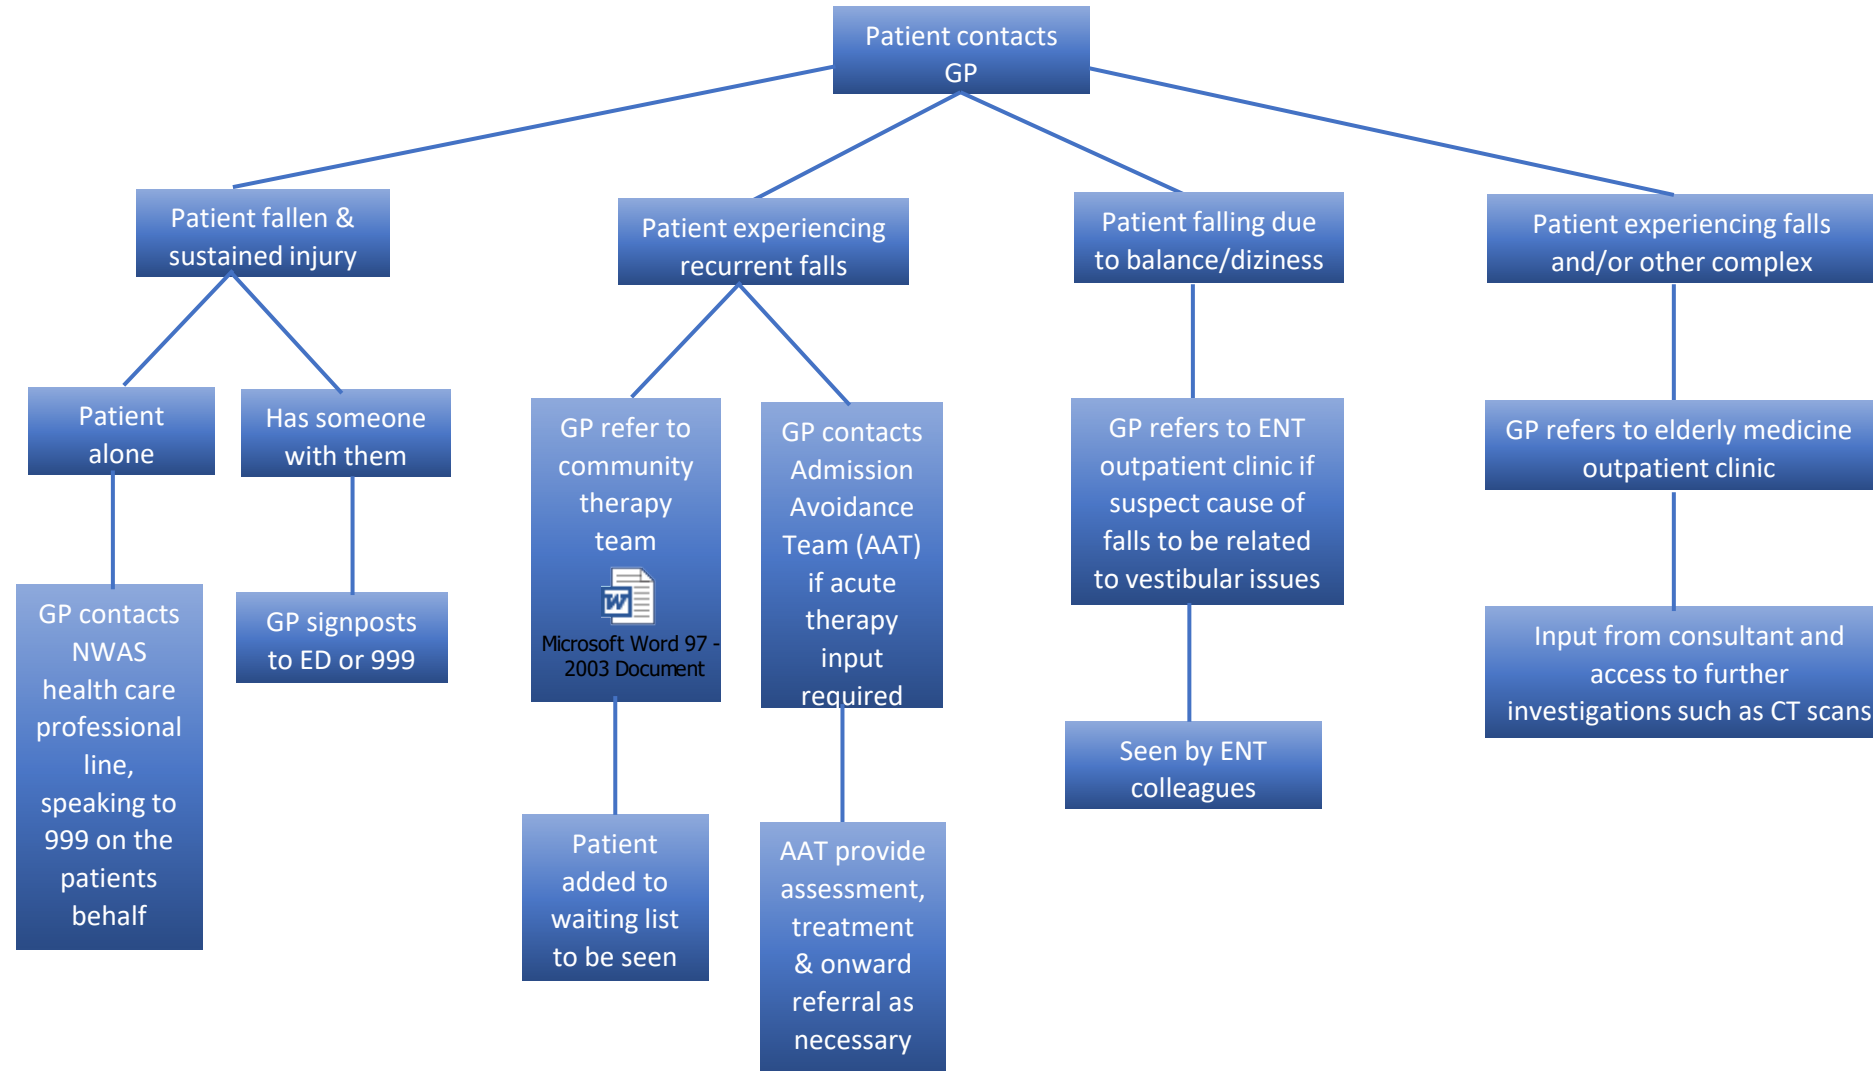 Patient contacts
GP
Patient fallen &
sustained injury
Patient experiencing
recurrent falls
Patient falling due
to balance/diziness
Patient experiencing falls
and/or other complex
Patient
alone
Has someone
with them
GP refer to
community
therapy
team
Microsoft Word 97 -
2003 Document
GP contacts
Admission
Avoidance
Team (AAT)
if acute
therapy
input
required
GP refers to ENT
outpatient clinic if
suspect cause of
falls to be related
to vestibular issues
GP refers to elderly medicine
outpatient clinic
GP contacts
NWAS
health care
professional
line,
speaking to
999 on the
patients
behalf
GP signposts
to ED or 999
Input from consultant and
access to further
investigations such as CT scans
Seen by ENT
colleagues
Patient
added to
waiting list
to be seen
AAT provide
assessment,
treatment
& onward
referral as
necessary